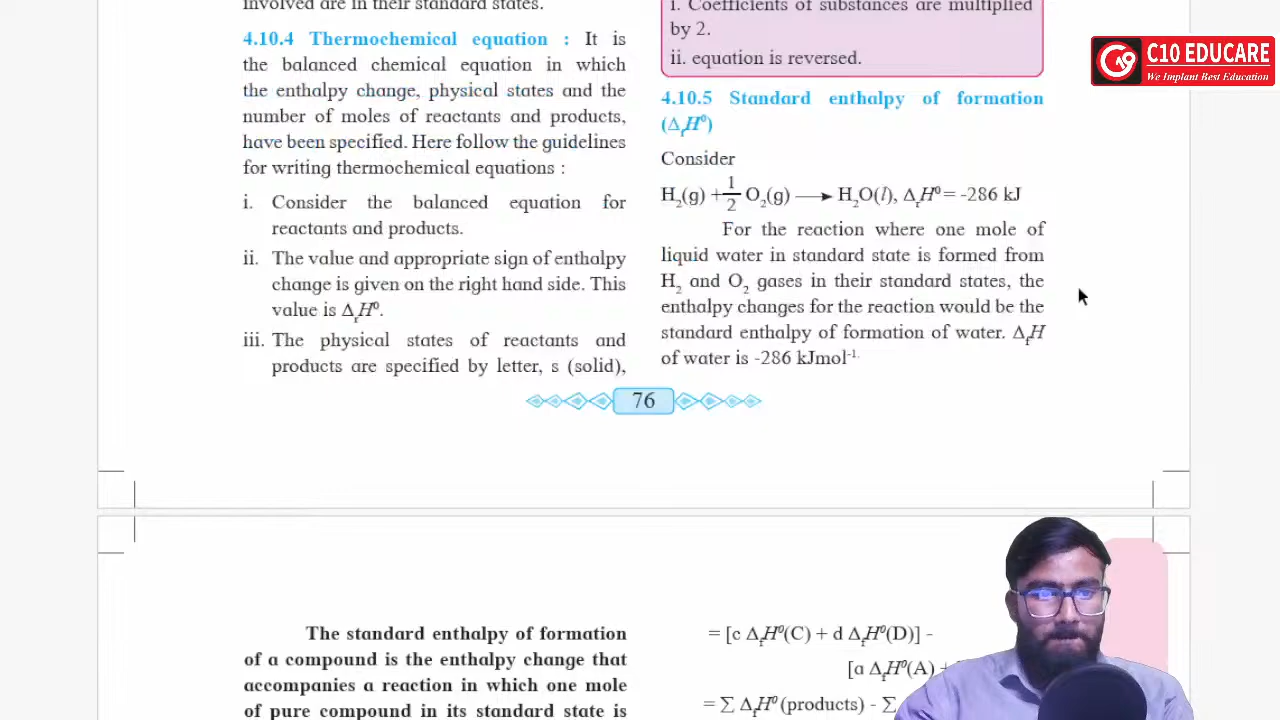 involved are in their standard states.
4.10.4 Thermochemical equation : It is
the balanced chemical equation in which
the enthalpy change, physical states and the
number of moles of reactants and products,
have been specified. Here follow the guidelines
for writing thermochemical equations :
i. Consider the balanced equation for
reactants and products.
ii. The value and appropriate sign of enthalpy
change is given on the right hand side. This
value is ΔᵣH⁰.
iii. The physical states of reactants and
products are specified by letter, s (solid),
i. Coefficients of substances are multiplied
by 2.
ii. equation is reversed.
4.10.5 Standard enthalpy of formation
(ΔfH⁰)
Consider
H₂(g) + 1/2 O₂(g) ⟶ H₂O(l), ΔᵣH⁰ = -286 kJ
For the reaction where one mole of
liquid water in standard state is formed from
H₂ and O₂ gases in their standard states, the
enthalpy changes for the reaction would be the
standard enthalpy of formation of water. ΔfH
of water is -286 kJmol⁻¹.
76
The standard enthalpy of formation
of a compound is the enthalpy change that
accompanies a reaction in which one mole
of pure compound in its standard state is
= [c ΔfH⁰(C) + d ΔfH⁰(D)] -
[a ΔfH⁰(A) +
= Σ ΔfH⁰ (products) - Σ
C10 EDUCARE
We Implant Best Education